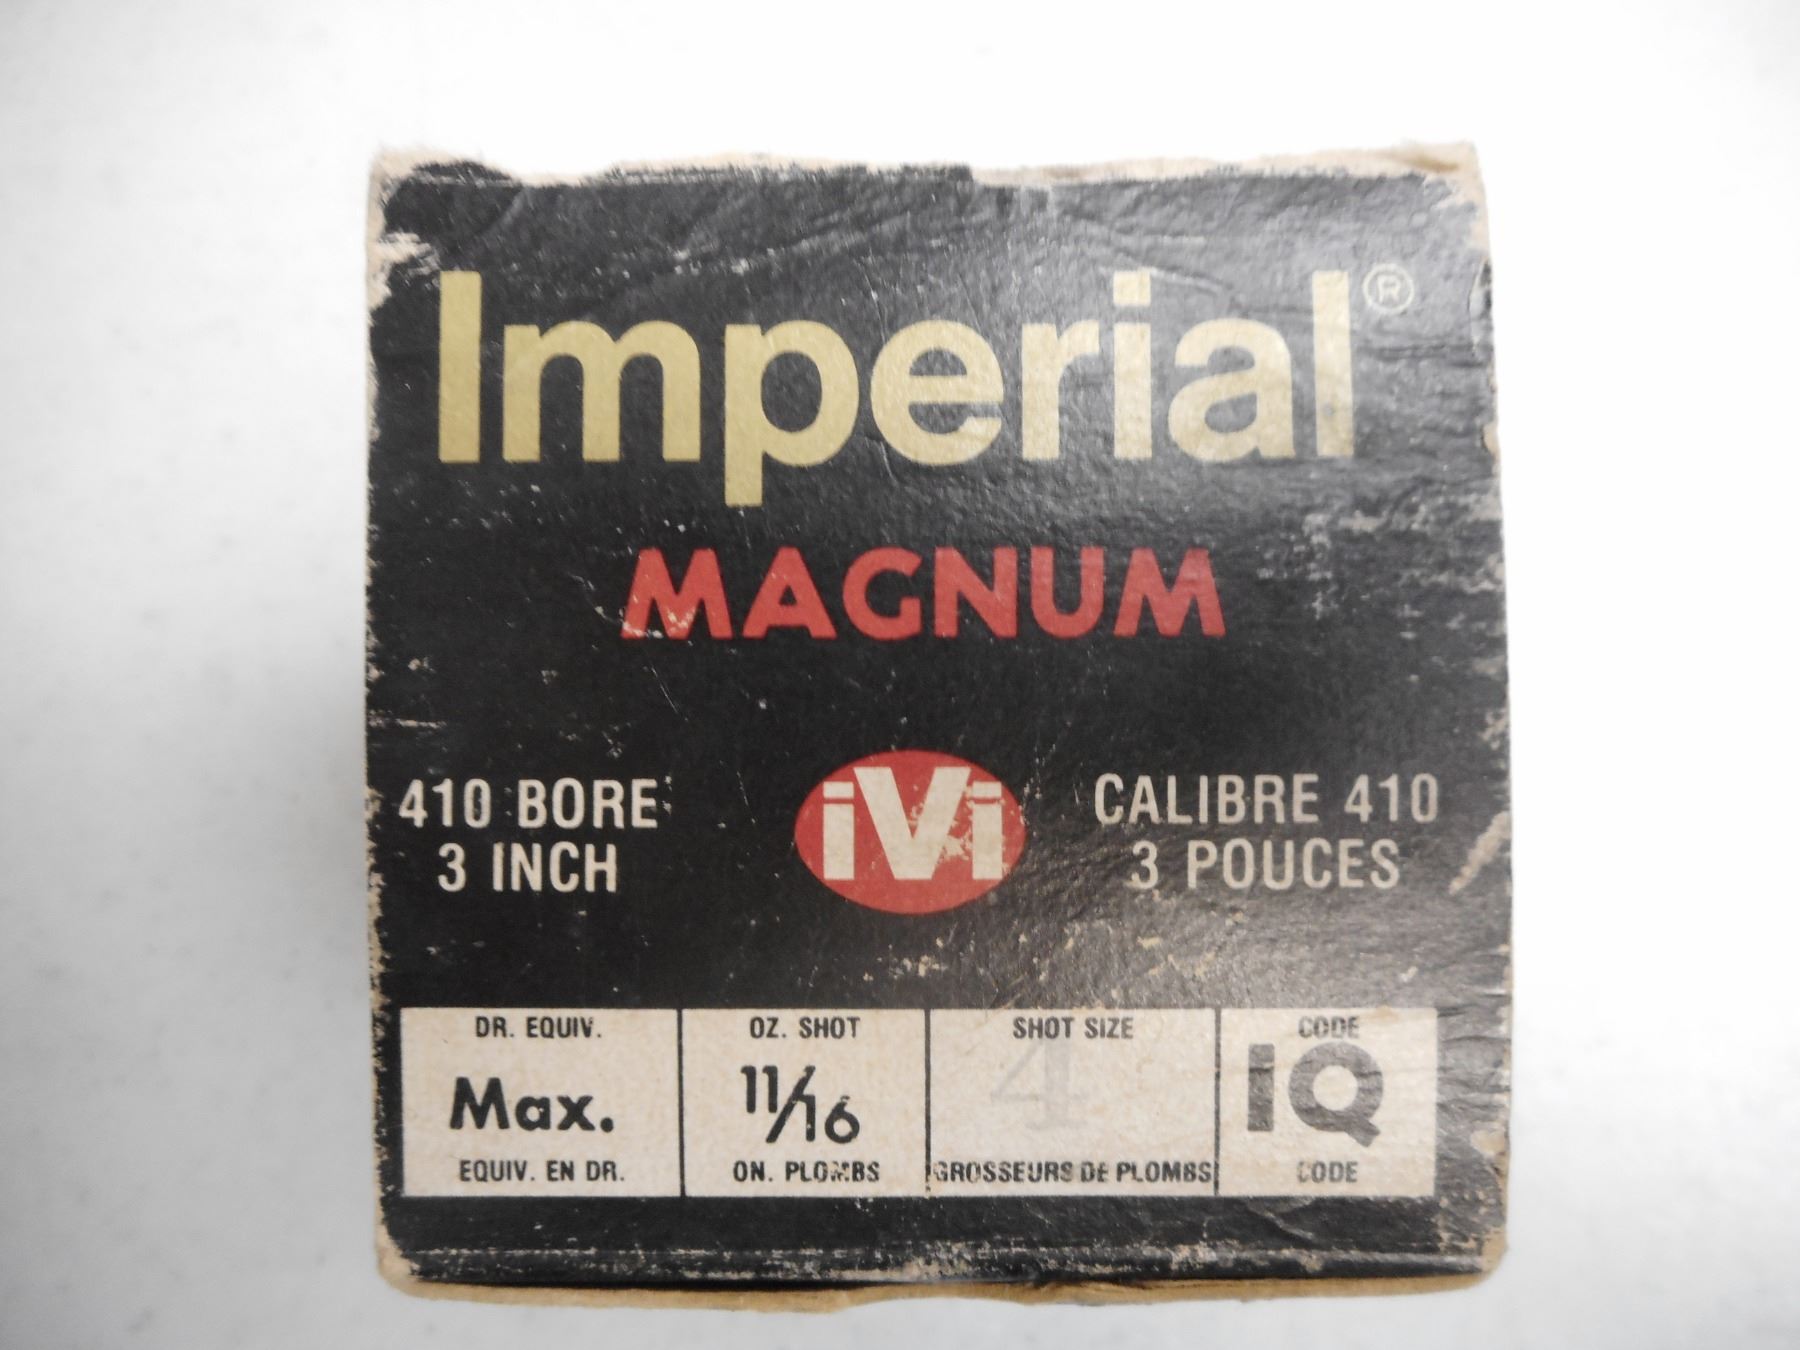 Imperial®
MAGNUM
410 BORE
3 INCH
iVi
CALIBRE 410
3 POUCES
DR. EQUIV.
Max.
EQUIV. EN DR.
OZ. SHOT
11/16
ON. PLOMBS
SHOT SIZE
4
GROSSEURS DE PLOMBS
CODE
IQ
CODE